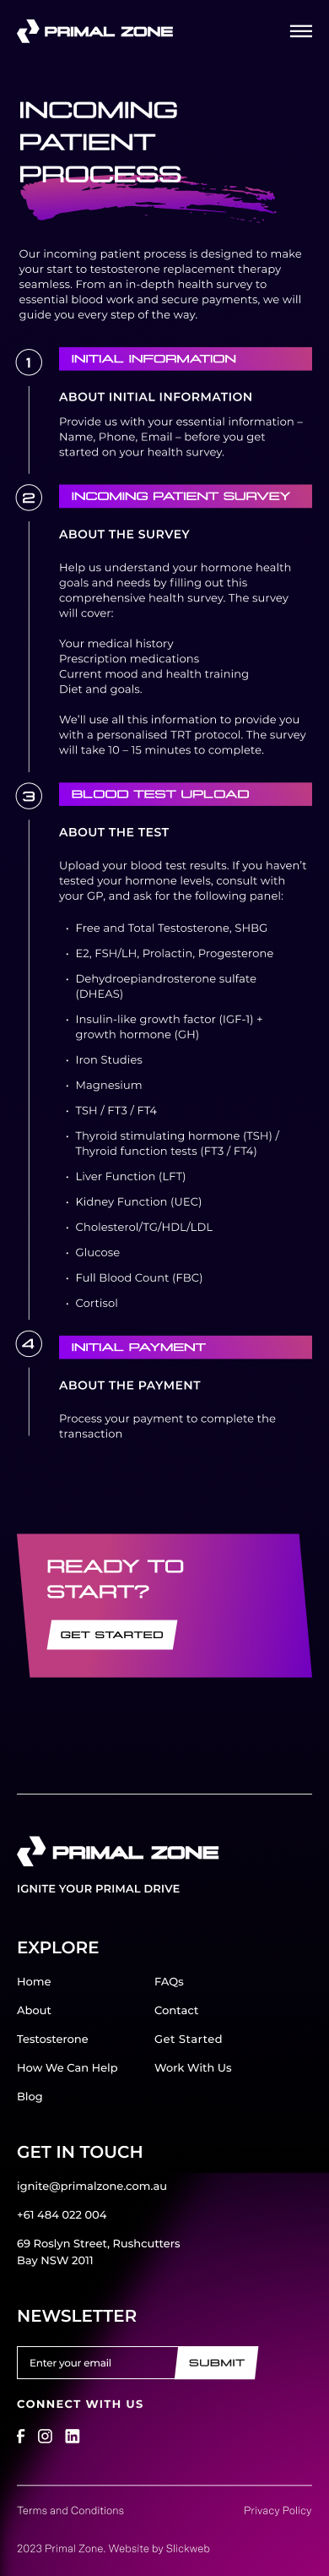 PRIMAL ZONE
INCOMING
PATIENT
PROCESS
Our incoming patient process is designed to make
your start to testosterone replacement therapy
seamless. From an in-depth health survey to
essential blood work and secure payments, we will
guide you every step of the way.
1
INITIAL INFORMATION
ABOUT INITIAL INFORMATION
Provide us with your essential information –
Name, Phone, Email – before you get
started on your health survey.
2
INCOMING PATIENT SURVEY
ABOUT THE SURVEY
Help us understand your hormone health
goals and needs by filling out this
comprehensive health survey. The survey
will cover:
Your medical history
Prescription medications
Current mood and health training
Diet and goals.
We'll use all this information to provide you
with a personalised TRT protocol. The survey
will take 10 – 15 minutes to complete.
3
BLOOD TEST UPLOAD
ABOUT THE TEST
Upload your blood test results. If you haven't
tested your hormone levels, consult with
your GP, and ask for the following panel:
• Free and Total Testosterone, SHBG
• E2, FSH/LH, Prolactin, Progesterone
• Dehydroepiandrosterone sulfate
(DHEAS)
• Insulin-like growth factor (IGF-1) +
growth hormone (GH)
• Iron Studies
• Magnesium
• TSH / FT3 / FT4
• Thyroid stimulating hormone (TSH) /
Thyroid function tests (FT3 / FT4)
• Liver Function (LFT)
• Kidney Function (UEC)
• Cholesterol/TG/HDL/LDL
• Glucose
• Full Blood Count (FBC)
• Cortisol
4
INITIAL PAYMENT
ABOUT THE PAYMENT
Process your payment to complete the
transaction
READY TO
START?
GET STARTED
PRIMAL ZONE
IGNITE YOUR PRIMAL DRIVE
EXPLORE
Home
FAQs
About
Contact
Testosterone
Get Started
How We Can Help
Work With Us
Blog
GET IN TOUCH
ignite@primalzone.com.au
+61 484 022 004
69 Roslyn Street, Rushcutters
Bay NSW 2011
NEWSLETTER
Enter your email
SUBMIT
CONNECT WITH US
Terms and Conditions
Privacy Policy
2023 Primal Zone. Website by Slickweb